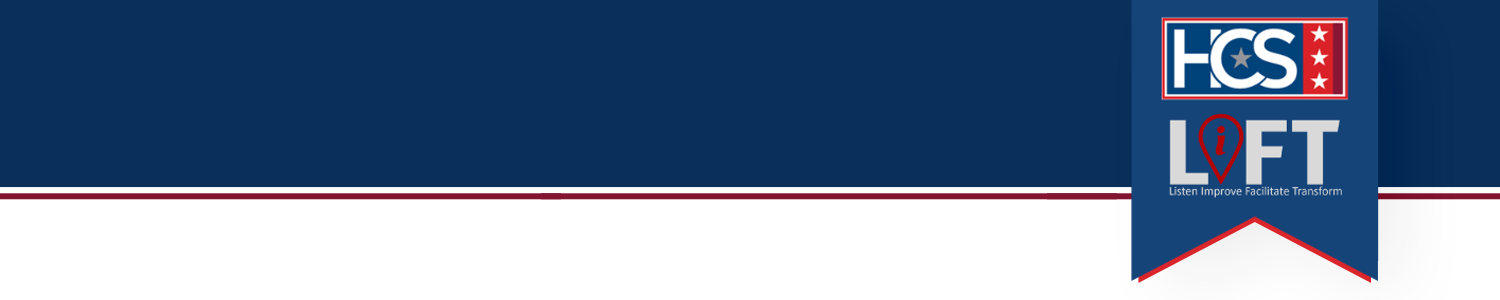 HCS
LiFT
Listen Improve Facilitate Transform